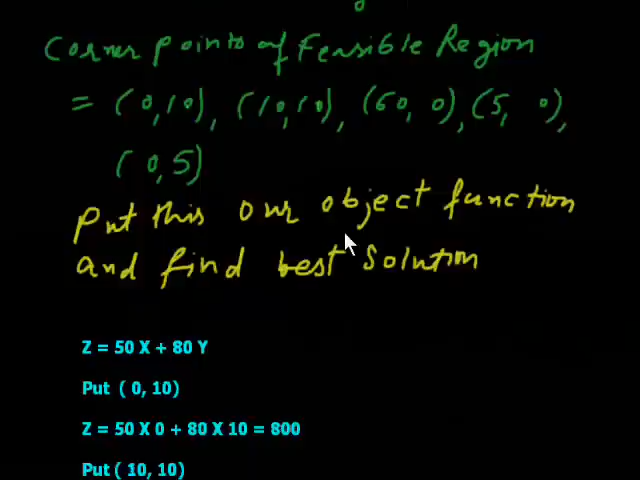 Corner points of Feasible Region
= (0,10), (10,10), (60, 0), (5, 0),
(0,5)
Put this our object function
and find best Solution
Z = 50 X + 80 Y
Put ( 0, 10)
Z = 50 X 0 + 80 X 10 = 800
Put ( 10, 10)